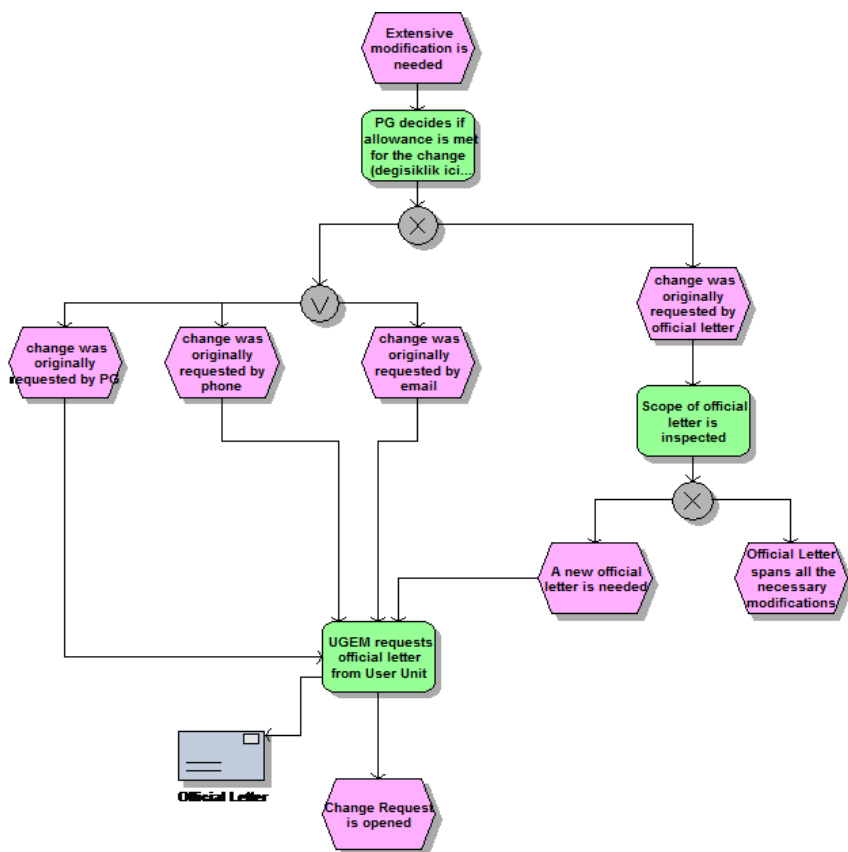 Extensive
modification is
needed
PG decides if
allowance is met
for the change
(degisiklik ici...
change was
originally
requested by
official letter
change was
originally
requested by PG
change was
originally
requested by
phone
change was
originally
requested by
email
Scope of official
letter is
inspected
A new official
letter is needed
Official Letter
spans all the
necessary
modifications
UGEM requests
official letter
from User Unit
Official Letter
Change Request
is opened